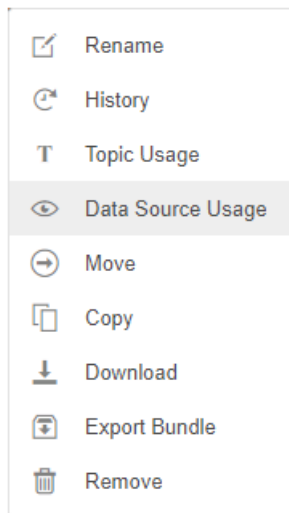 Rename
History
T Topic Usage
Data Source Usage
Move
Copy
Download
Export Bundle
Remove